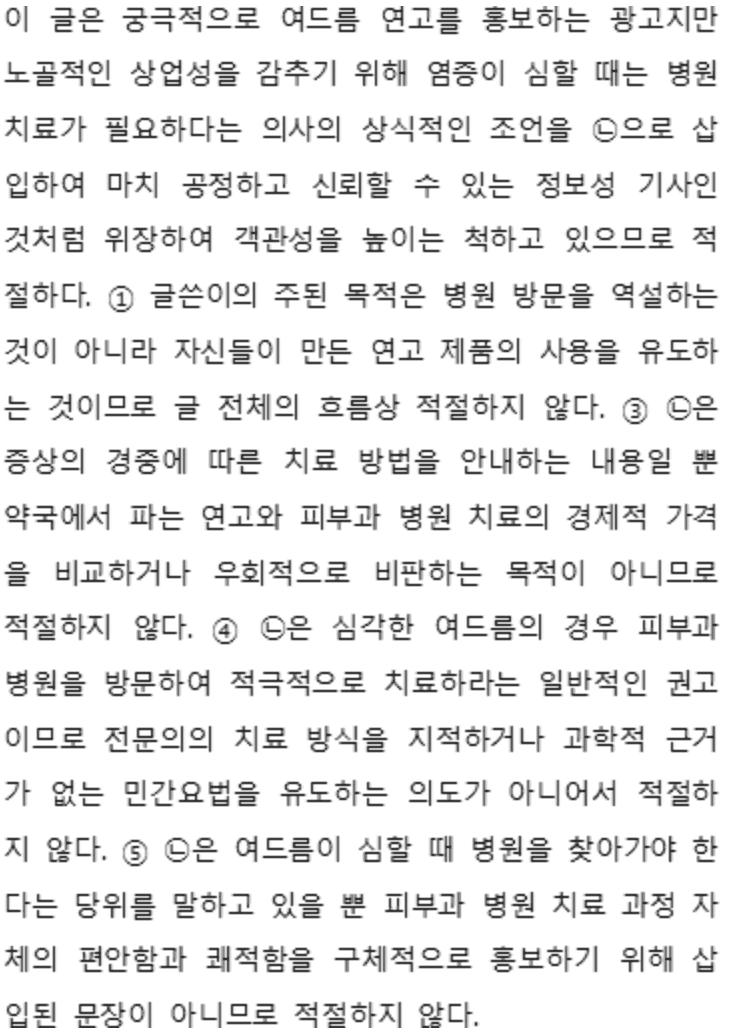 이 글은 궁극적으로 여드름 연고를 홍보하는 광고지만
노골적인 상업성을 감추기 위해 염증이 심할 때는 병원
치료가 필요하다는 의사의 상식적인 조언을 ㉡으로 삽
입하여 마치 공정하고 신뢰할 수 있는 정보성 기사인
것처럼 위장하여 객관성을 높이는 척하고 있으므로 적
절하다. ① 글쓴이의 주된 목적은 병원 방문을 역설하는
것이 아니라 자신들이 만든 연고 제품의 사용을 유도하
는 것이므로 글 전체의 흐름상 적절하지 않다. ③ ㉡은
증상의 경중에 따른 치료 방법을 안내하는 내용일 뿐
약국에서 파는 연고와 피부과 병원 치료의 경제적 가격
을 비교하거나 우회적으로 비판하는 목적이 아니므로
적절하지 않다. ④ ㉡은 심각한 여드름의 경우 피부과
병원을 방문하여 적극적으로 치료하라는 일반적인 권고
이므로 전문의의 치료 방식을 지적하거나 과학적 근거
가 없는 민간요법을 유도하는 의도가 아니어서 적절하
지 않다. ⑤ ㉡은 여드름이 심할 때 병원을 찾아가야 한
다는 당위를 말하고 있을 뿐 피부과 병원 치료 과정 자
체의 편안함과 쾌적함을 구체적으로 홍보하기 위해 삽
입된 문장이 아니므로 적절하지 않다.